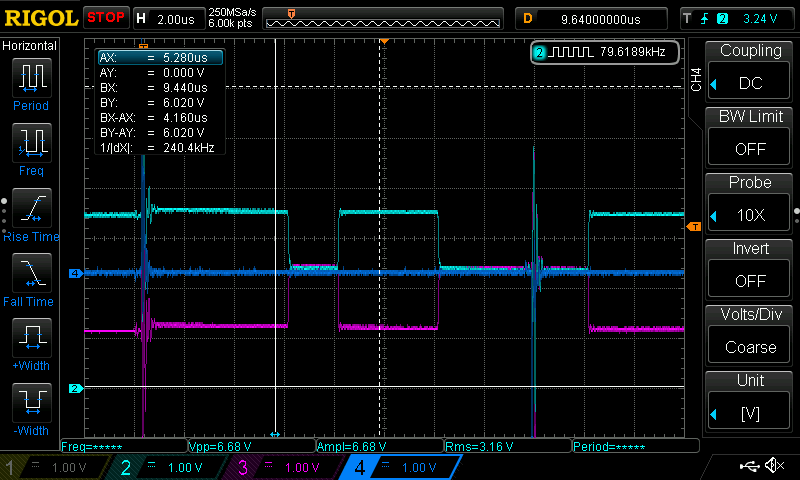 RIGOL STOP H 2.00us 250MSa/s 6.00k pts T D 9.64000000us T 2 3.24 V
Horizontal
Period
Freq
Rise Time
Fall Time
+Width
-Width
AX: = 5.280us
AY: = 0.000 V
BX: = 9.440us
BY: = 6.020 V
BX-AX: = 4.160us
BY-AY: = 6.020 V
1/|dX|: = 240.4kHz
2 79.6189kHz
T
4
2
Freq=***** Vpp=6.68 V Ampl=6.68 V Rms=3.16 V Period=*****
CH4
Coupling
DC
BW Limit
OFF
Probe
10X
Invert
OFF
Volts/Div
Coarse
Unit
[V]
1 = 1.00 V 2 = 1.00 V 3 = 1.00 V 4 = 1.00 V